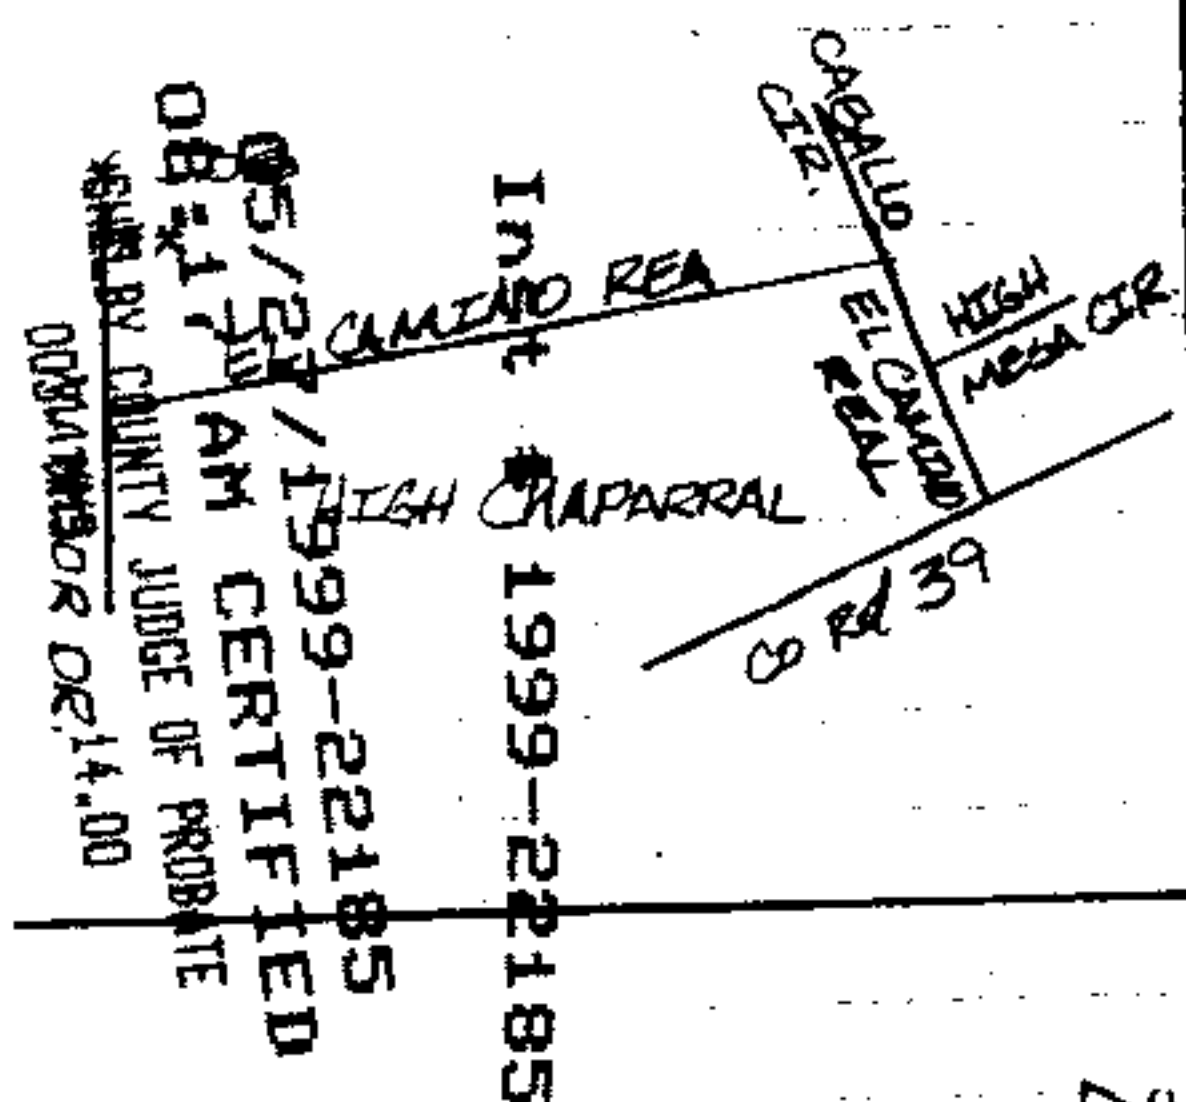 CABALLO
CIR.
CAMINO REA
EL CAMINO
REAL
HIGH
MESA CIR.
HIGH CHAPARRAL
CO Rd 39
Inst # 1999-22185
05/27/1999-22185
08:17 AM CERTIFIED
SHELBY COUNTY JUDGE OF PROBATE
DR. 14.00